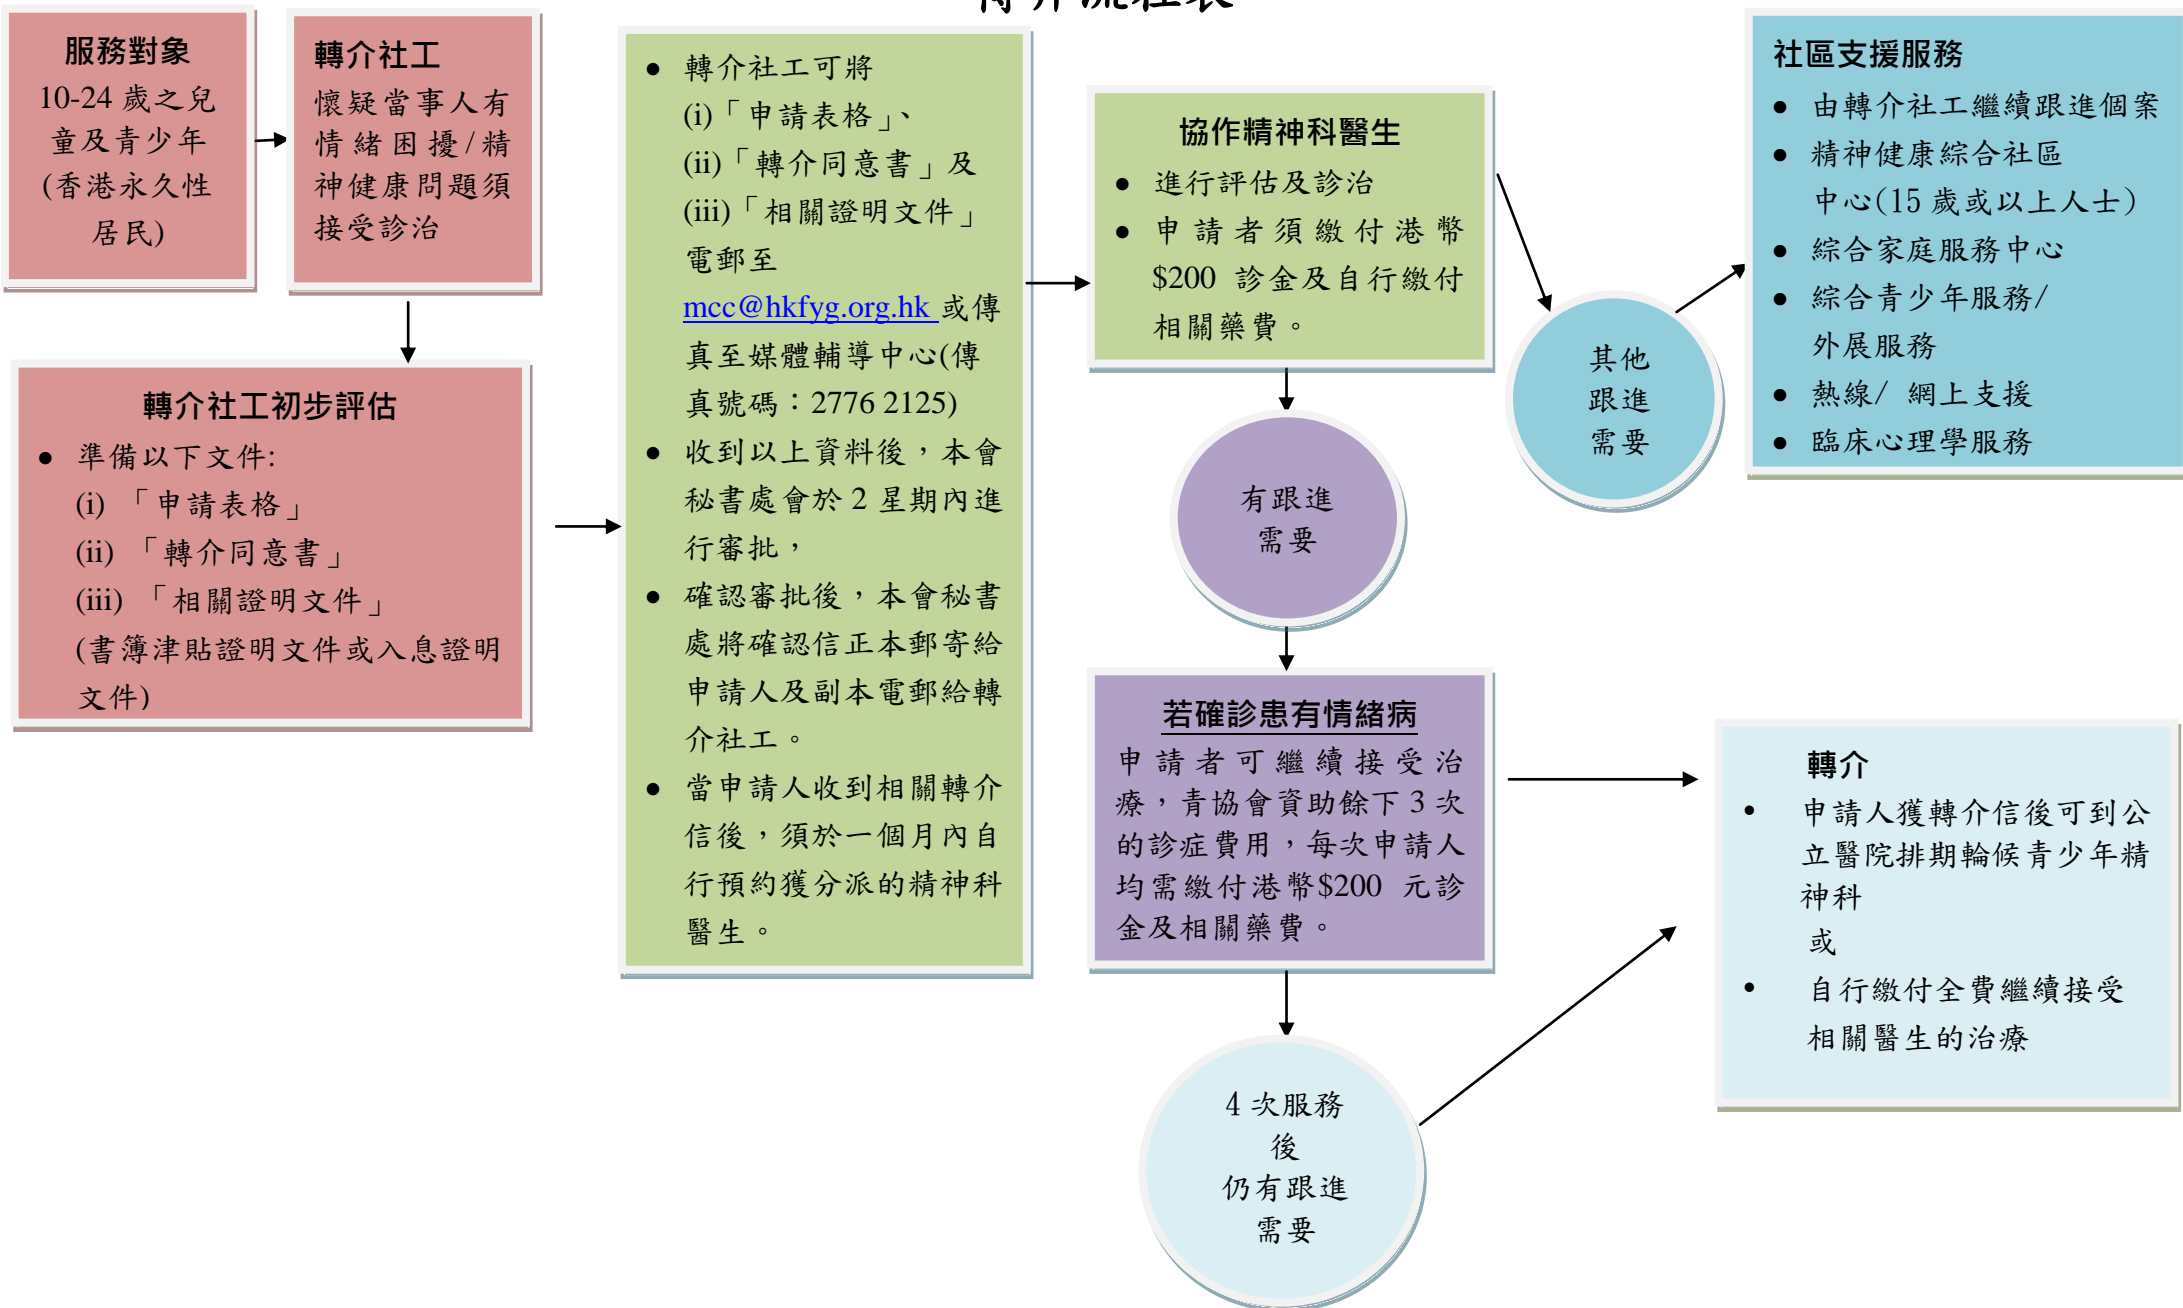 轉介流程表
服務對象
10-24 歲之兒
童及青少年
(香港永久性
居民)
轉介社工
懷疑當事人有
情緒困擾/精
神健康問題須
接受診治
轉介社工初步評估
● 準備以下文件:
(i) 「申請表格」
(ii) 「轉介同意書」
(iii) 「相關證明文件」
(書簿津貼證明文件或入息證明
文件)
● 轉介社工可將
(i)「申請表格」、
(ii)「轉介同意書」及
(iii)「相關證明文件」
電郵至
mcc@hkfyg.org.hk 或傳
真至媒體輔導中心(傳
真號碼：2776 2125)
● 收到以上資料後，本會
秘書處會於 2 星期內進
行審批，
● 確認審批後，本會秘書
處將確認信正本郵寄給
申請人及副本電郵給轉
介社工。
● 當申請人收到相關轉介
信後，須於一個月內自
行預約獲分派的精神科
醫生。
協作精神科醫生
● 進行評估及診治
● 申請者須繳付港幣
$200 診金及自行繳付
相關藥費。
有跟進
需要
若確診患有情緒病
申請者可繼續接受治
療，青協會資助餘下 3 次
的診症費用，每次申請人
均需繳付港幣$200 元診
金及相關藥費。
4 次服務
後
仍有跟進
需要
其他
跟進
需要
社區支援服務
● 由轉介社工繼續跟進個案
● 精神健康綜合社區
中心(15 歲或以上人士)
● 綜合家庭服務中心
● 綜合青少年服務/
外展服務
● 熱線/ 網上支援
● 臨床心理學服務
轉介
• 申請人獲轉介信後可到公
立醫院排期輪候青少年精
神科
或
• 自行繳付全費繼續接受
相關醫生的治療